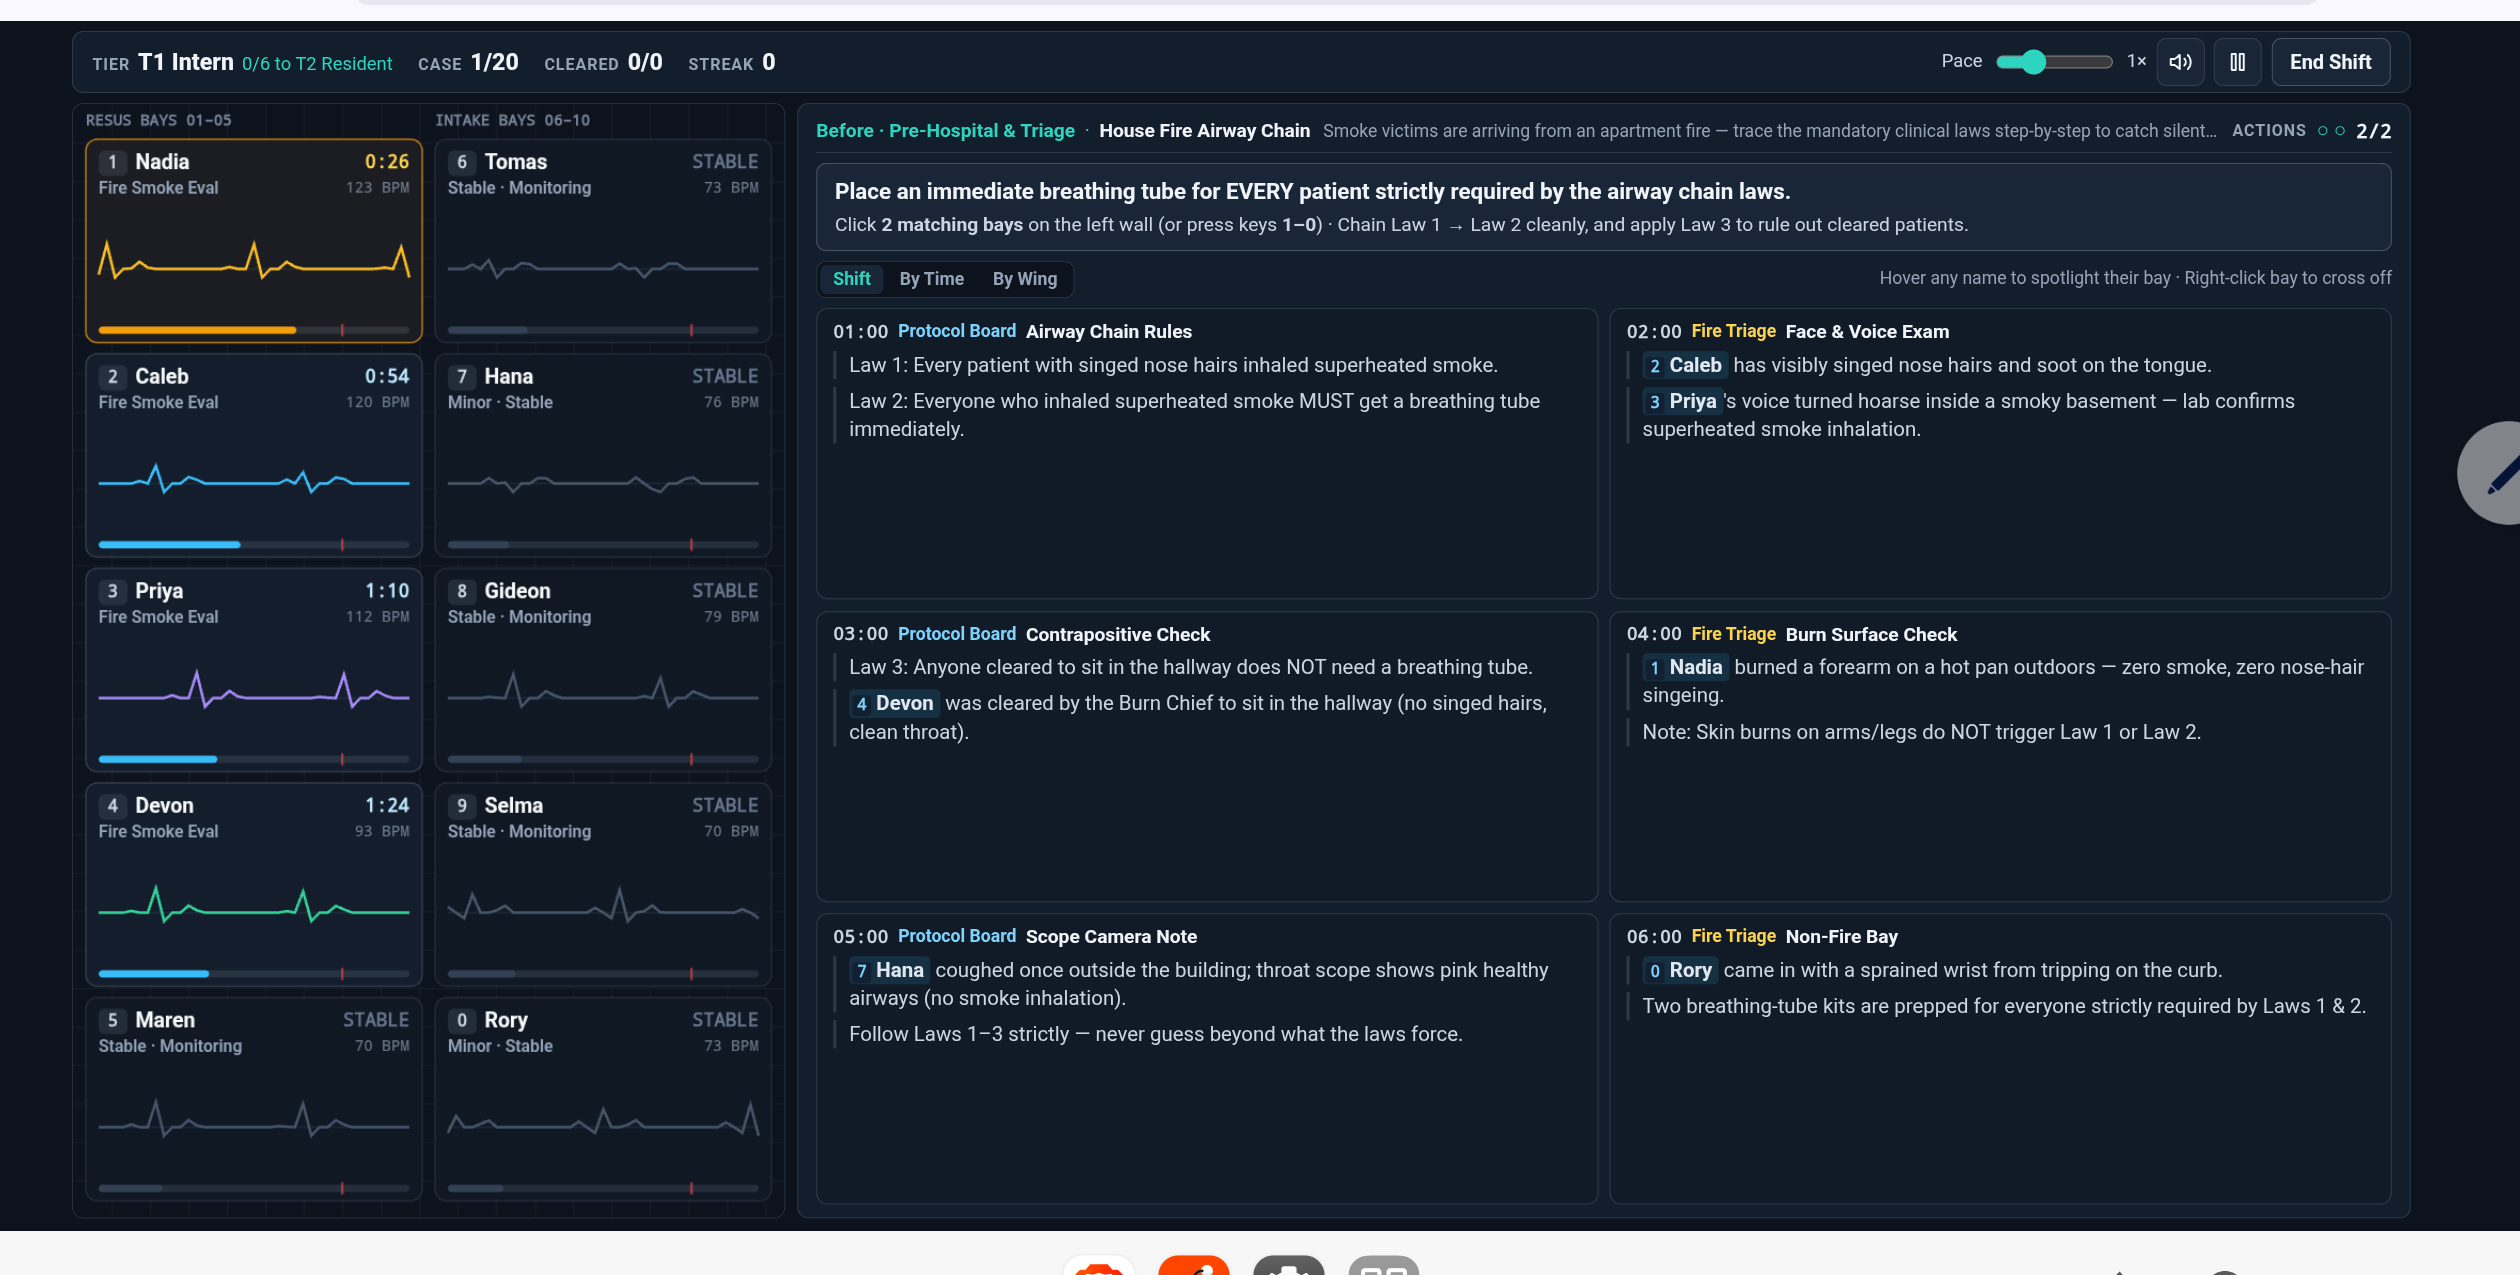 TIER T1 Intern 0/6 to T2 Resident CASE 1/20 CLEARED 0/0 STREAK 0
Pace 1× End Shift
RESUS BAYS 01–05 INTAKE BAYS 06–10
1 Nadia 0:26
Fire Smoke Eval 123 BPM
6 Tomas STABLE
Stable · Monitoring 73 BPM
2 Caleb 0:54
Fire Smoke Eval 120 BPM
7 Hana STABLE
Minor · Stable 76 BPM
3 Priya 1:10
Fire Smoke Eval 112 BPM
8 Gideon STABLE
Stable · Monitoring 79 BPM
4 Devon 1:24
Fire Smoke Eval 93 BPM
9 Selma STABLE
Stable · Monitoring 70 BPM
5 Maren STABLE
Stable · Monitoring 70 BPM
0 Rory STABLE
Minor · Stable 73 BPM
Before · Pre-Hospital & Triage · House Fire Airway Chain Smoke victims are arriving from an apartment fire — trace the mandatory clinical laws step-by-step to catch silent... ACTIONS 2/2
Place an immediate breathing tube for EVERY patient strictly required by the airway chain laws.
Click 2 matching bays on the left wall (or press keys 1–0) · Chain Law 1 → Law 2 cleanly, and apply Law 3 to rule out cleared patients.
Shift By Time By Wing
Hover any name to spotlight their bay · Right-click bay to cross off
01:00 Protocol Board Airway Chain Rules
Law 1: Every patient with singed nose hairs inhaled superheated smoke.
Law 2: Everyone who inhaled superheated smoke MUST get a breathing tube
immediately.
02:00 Fire Triage Face & Voice Exam
2 Caleb has visibly singed nose hairs and soot on the tongue.
3 Priya's voice turned hoarse inside a smoky basement — lab confirms
superheated smoke inhalation.
03:00 Protocol Board Contrapositive Check
Law 3: Anyone cleared to sit in the hallway does NOT need a breathing tube.
4 Devon was cleared by the Burn Chief to sit in the hallway (no singed hairs,
clean throat).
04:00 Fire Triage Burn Surface Check
1 Nadia burned a forearm on a hot pan outdoors — zero smoke, zero nose-hair
singeing.
Note: Skin burns on arms/legs do NOT trigger Law 1 or Law 2.
05:00 Protocol Board Scope Camera Note
7 Hana coughed once outside the building; throat scope shows pink healthy
airways (no smoke inhalation).
Follow Laws 1–3 strictly — never guess beyond what the laws force.
06:00 Fire Triage Non-Fire Bay
0 Rory came in with a sprained wrist from tripping on the curb.
Two breathing-tube kits are prepped for everyone strictly required by Laws 1 & 2.